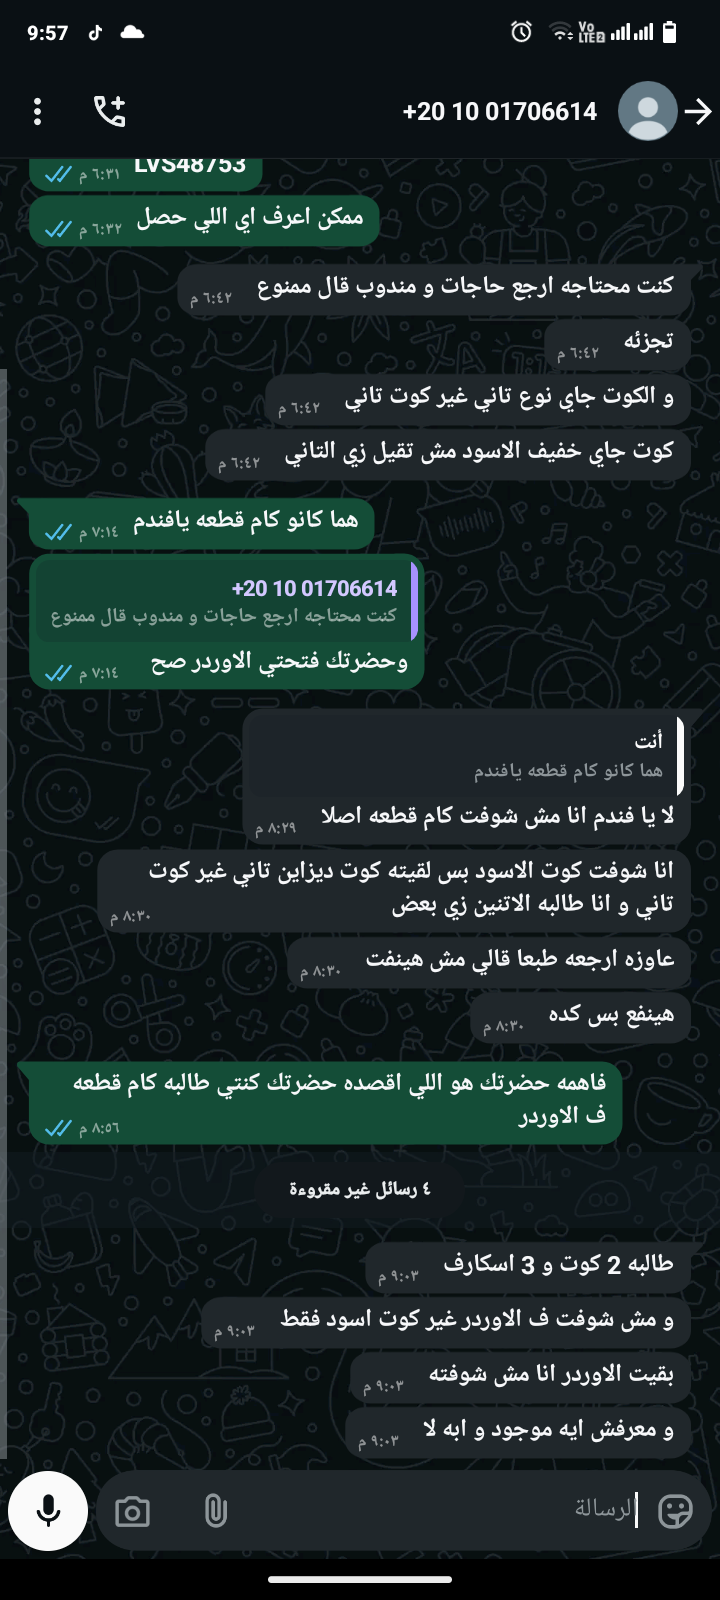 9:57
Vo
LTE 2
+20 10 01706614
LVS48753
٦:٣١ م
ممكن اعرف اي اللي حصل
٦:٣٢ م
كنت محتاجه ارجع حاجات و مندوب قال ممنوع
٦:٤٢ م
تجزئه
٦:٤٢ م
و الكوت جاي نوع تاني غير كوت تاني
٦:٤٢ م
كوت جاي خفيف الاسود مش تقيل زي التاني
٦:٤٢ م
هما كانو كام قطعه يافندم
٧:١٤ م
+20 10 01706614
كنت محتاجه ارجع حاجات و مندوب قال ممنوع
وحضرتك فتحتي الاوردر صح
٧:١٤ م
أنت
هما كانو كام قطعه يافندم
لا يا فندم انا مش شوفت كام قطعه اصلا
٨:٢٩ م
انا شوفت كوت الاسود بس لقيته كوت ديزاين تاني غير كوت
تاني و انا طالبه الاتنين زي بعض
٨:٣٠ م
عاوزه ارجعه طبعا قالي مش هينفت
٨:٣٠ م
هينفع بس كده
٨:٣٠ م
فاهمه حضرتك هو اللي اقصده حضرتك كنتي طالبه كام قطعه
ف الاوردر
٨:٥٦ م
٤ رسائل غير مقروءة
طالبه 2 كوت و 3 اسكارف
٩:٠٣ م
و مش شوفت ف الاوردر غير كوت اسود فقط
٩:٠٣ م
بقيت الاوردر انا مش شوفته
٩:٠٣ م
و معرفش ايه موجود و ابه لا
٩:٠٣ م
الرسالة